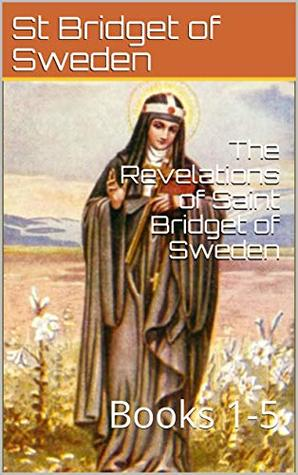 St Bridget of
Sweden
The
Revelations
of Saint
Bridget of
Sweden
Books 1-5